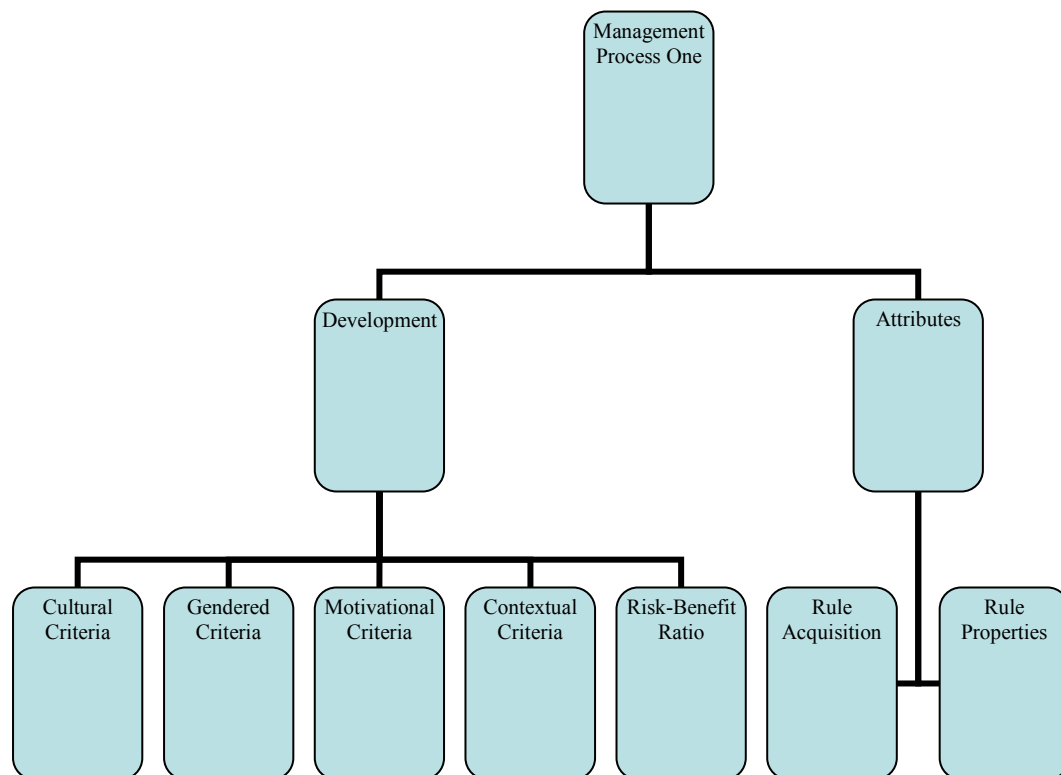 Management
Process One
Development
Attributes
Cultural
Criteria
Gendered
Criteria
Motivational
Criteria
Contextual
Criteria
Risk-Benefit
Ratio
Rule
Acquisition
Rule
Properties